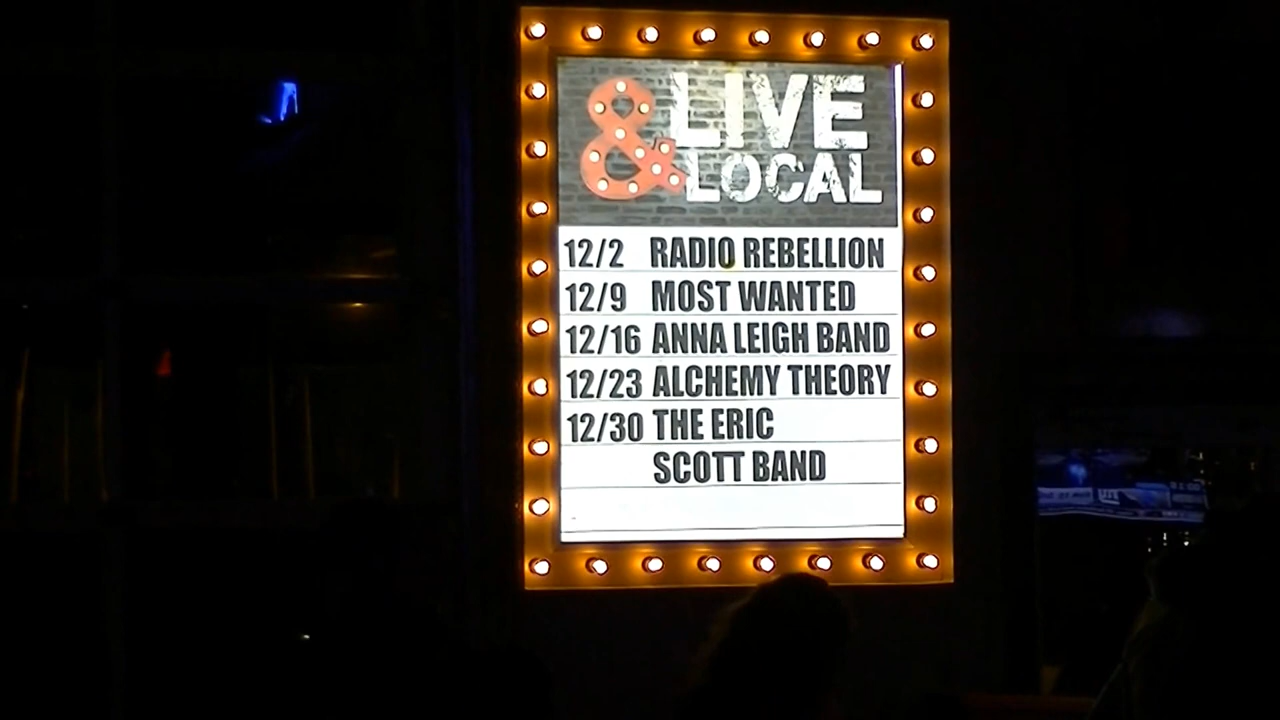 & LIVE
LOCAL
12/2 RADIO REBELLION
12/9 MOST WANTED
12/16 ANNA LEIGH BAND
12/23 ALCHEMY THEORY
12/30 THE ERIC
SCOTT BAND